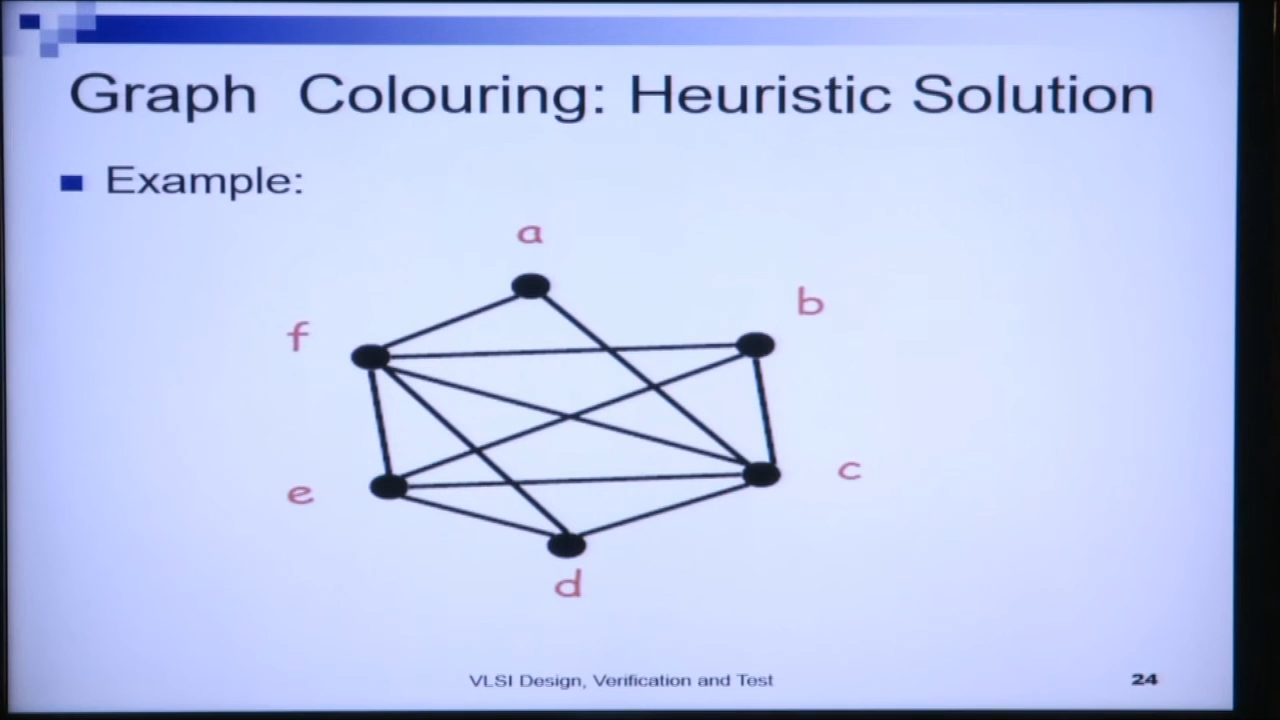 Graph Colouring: Heuristic Solution
Example:
a
b
f
c
e
d
VLSI Design, Verification and Test
24